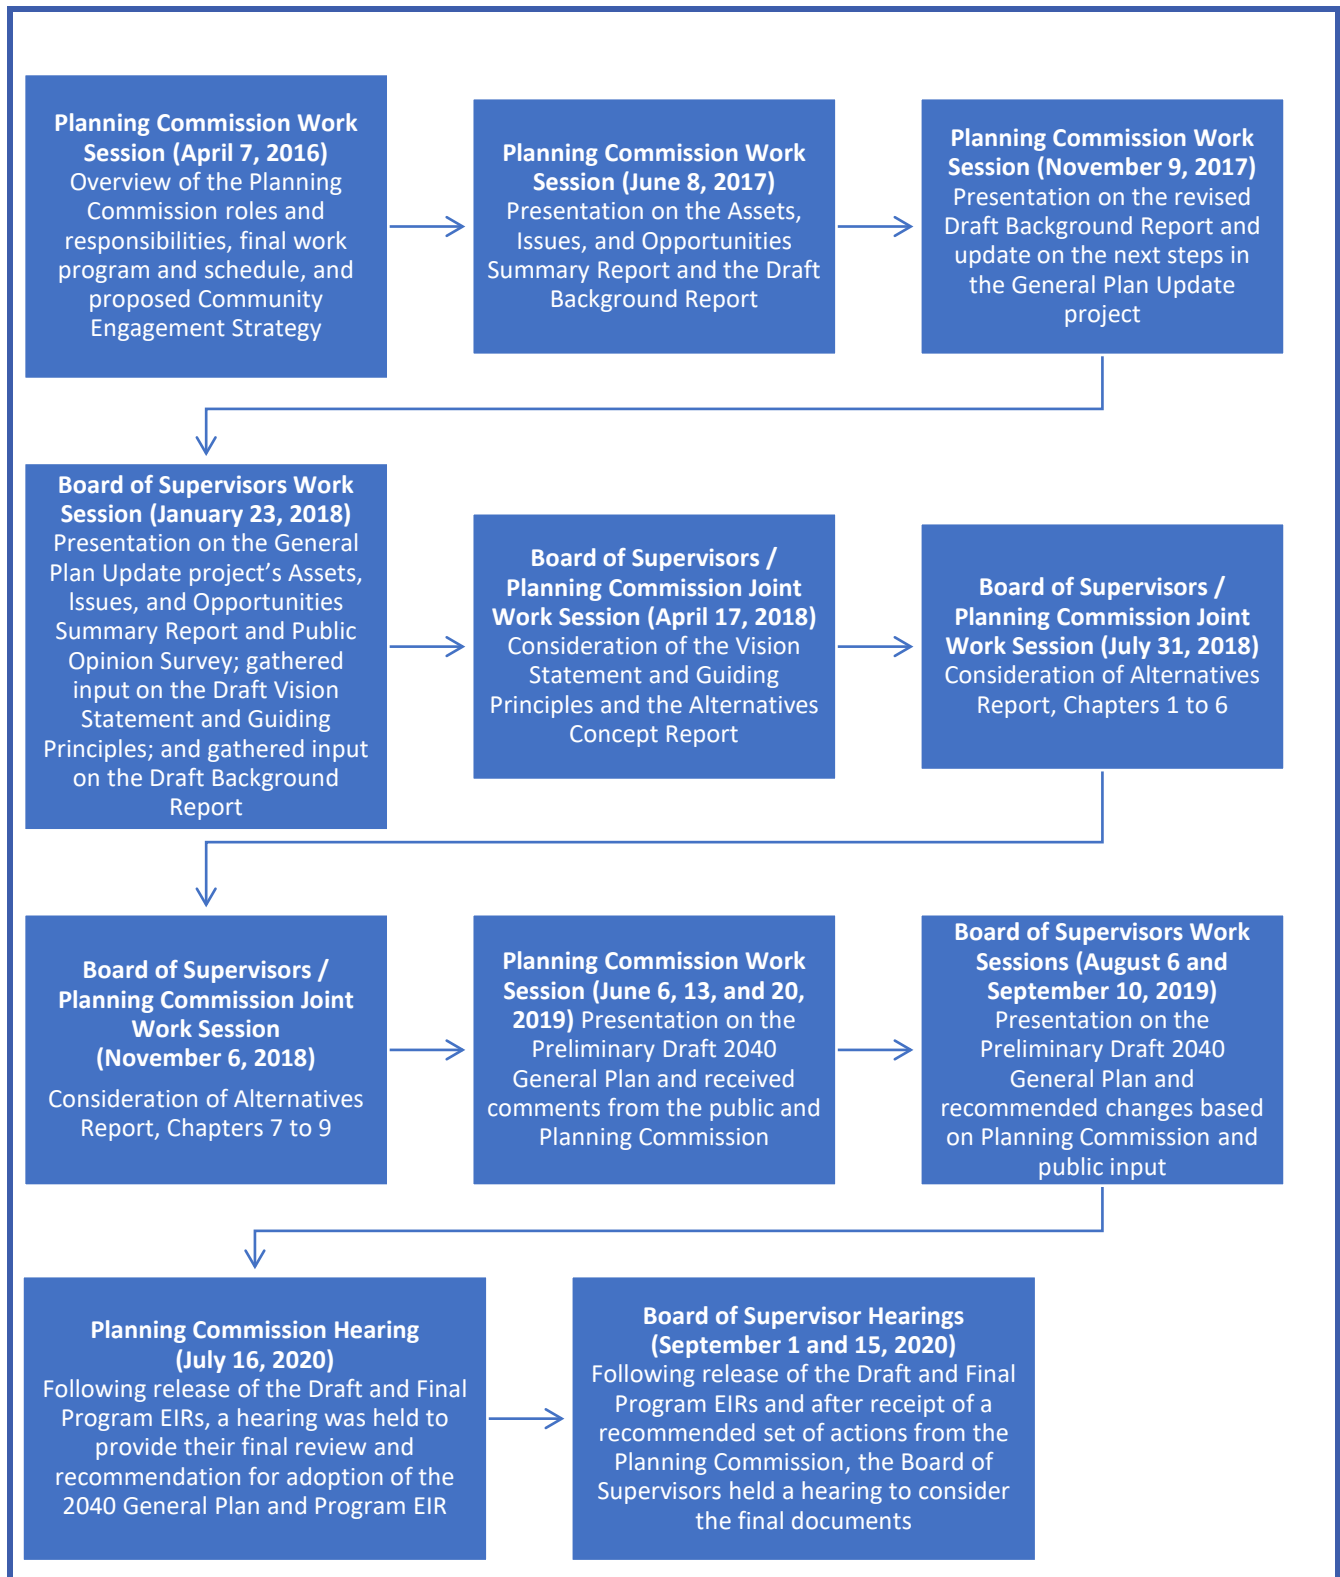 Planning Commission Work
Session (April 7, 2016)
Overview of the Planning
Commission roles and
responsibilities, final work
program and schedule, and
proposed Community
Engagement Strategy
Planning Commission Work
Session (June 8, 2017)
Presentation on the Assets,
Issues, and Opportunities
Summary Report and the Draft
Background Report
Planning Commission Work
Session (November 9, 2017)
Presentation on the revised
Draft Background Report and
update on the next steps in
the General Plan Update
project
Board of Supervisors Work
Session (January 23, 2018)
Presentation on the General
Plan Update project’s Assets,
Issues, and Opportunities
Summary Report and Public
Opinion Survey; gathered
input on the Draft Vision
Statement and Guiding
Principles; and gathered input
on the Draft Background
Report
Board of Supervisors /
Planning Commission Joint
Work Session (April 17, 2018)
Consideration of the Vision
Statement and Guiding
Principles and the Alternatives
Concept Report
Board of Supervisors /
Planning Commission Joint
Work Session (July 31, 2018)
Consideration of Alternatives
Report, Chapters 1 to 6
Board of Supervisors /
Planning Commission Joint
Work Session
(November 6, 2018)
Consideration of Alternatives
Report, Chapters 7 to 9
Planning Commission Work
Session (June 6, 13, and 20,
2019) Presentation on the
Preliminary Draft 2040
General Plan and received
comments from the public and
Planning Commission
Board of Supervisors Work
Sessions (August 6 and
September 10, 2019)
Presentation on the
Preliminary Draft 2040
General Plan and
recommended changes based
on Planning Commission and
public input
Planning Commission Hearing
(July 16, 2020)
Following release of the Draft and Final
Program EIRs, a hearing was held to
provide their final review and
recommendation for adoption of the
2040 General Plan and Program EIR
Board of Supervisor Hearings
(September 1 and 15, 2020)
Following release of the Draft and Final
Program EIRs and after receipt of a
recommended set of actions from the
Planning Commission, the Board of
Supervisors held a hearing to consider
the final documents